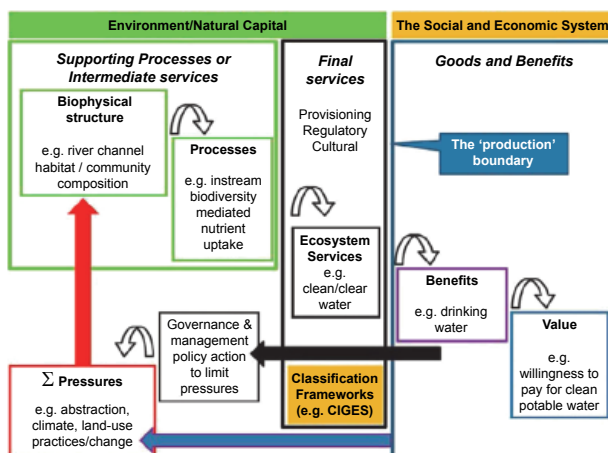 Environment/Natural Capital
The Social and Economic System
Supporting Processes or
Intermediate services
Biophysical
structure
e.g. river channel
habitat / community
composition
Processes
e.g. instream
biodiversity
mediated
nutrient
uptake
Final
services
Provisioning
Regulatory
Cultural
Ecosystem
Services
e.g.
clean/clear
water
Goods and Benefits
The ‘production’
boundary
Benefits
e.g. drinking
water
Value
e.g.
willingness to
pay for clean
potable water
Governance &
management
policy action
to limit
pressures
Classification
Frameworks
(e.g. CIGES)
Σ Pressures
e.g. abstraction,
climate, land-use
practices/change